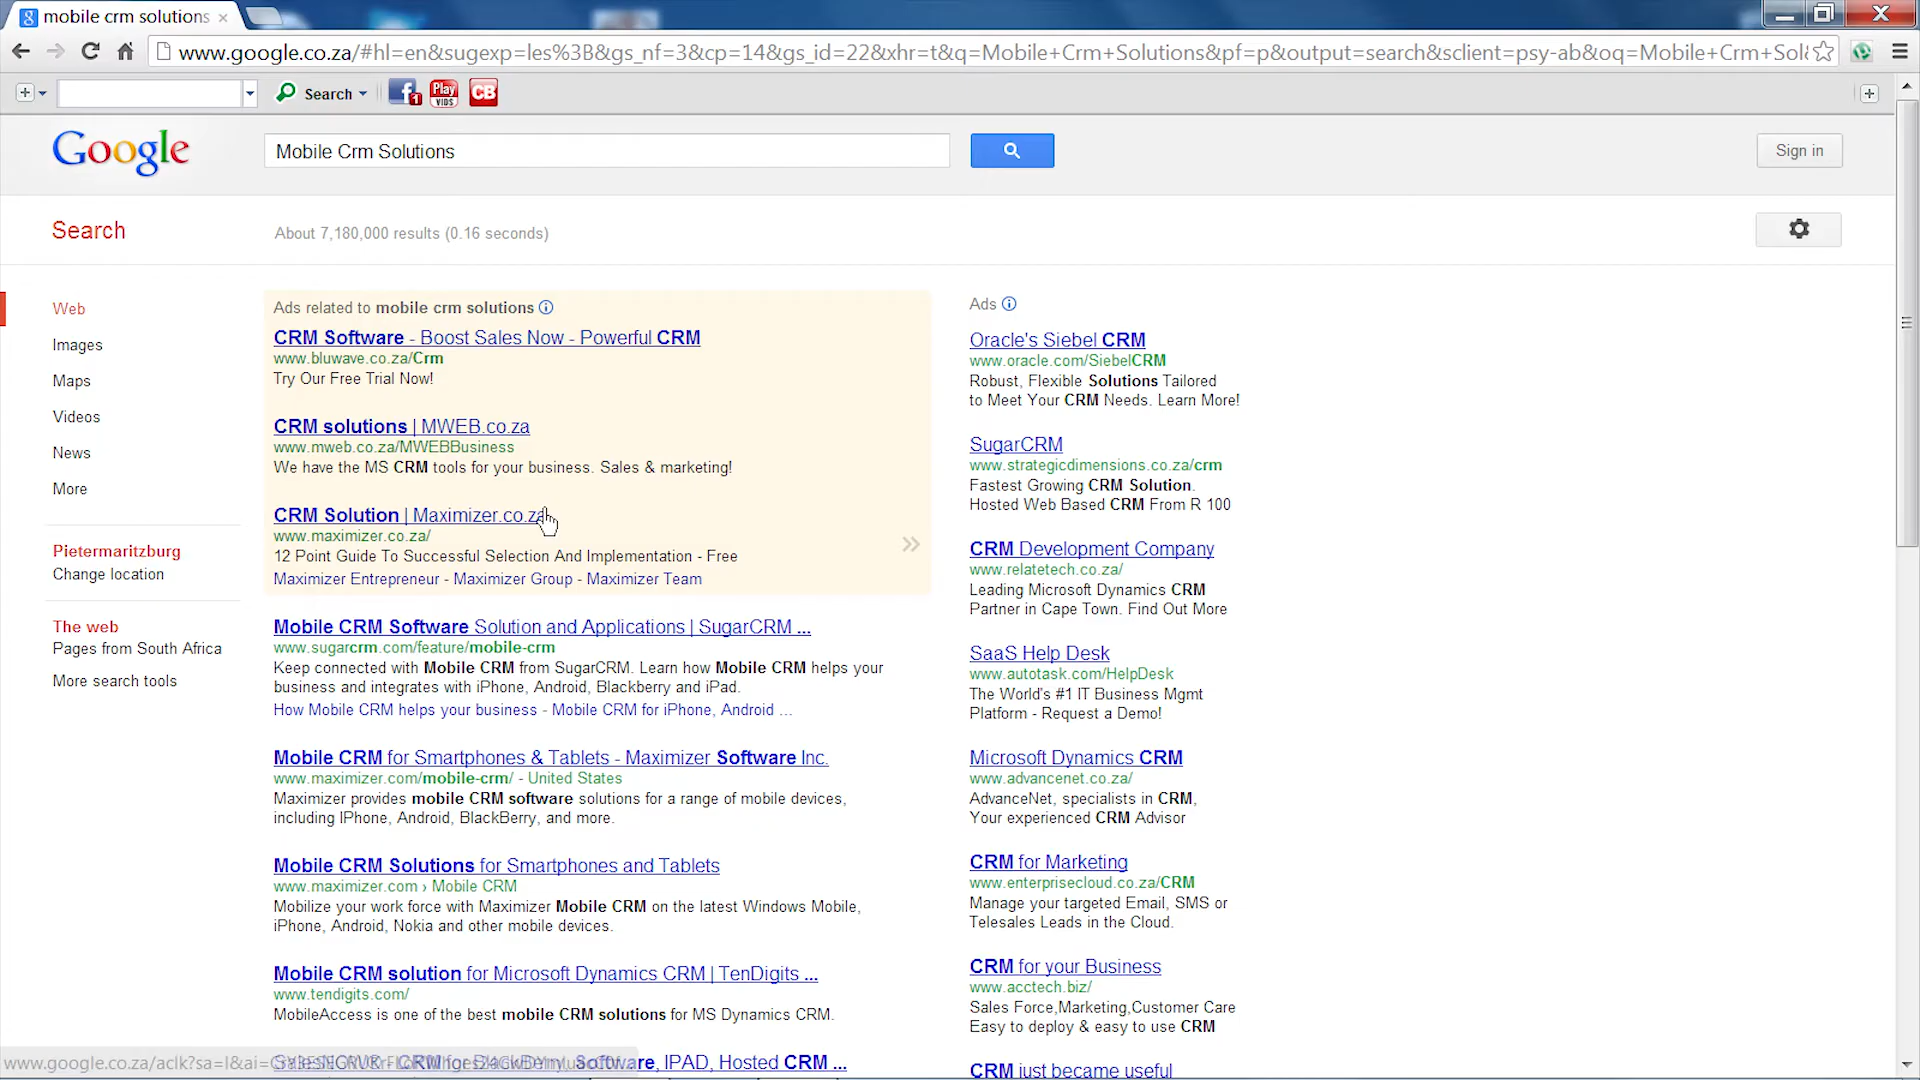 mobile crm solutions
www.google.co.za/#hl=en&sugexp=les%3B&gs_nf=3&cp=14&gs_id=22&xhr=t&q=Mobile+Crm+Solutions&pf=p&output=search&sclient=psy-ab&oq=Mobile+Crm+Sol
Search
1
Play
VIDS
CB
Google
Mobile Crm Solutions
Sign in
Search
About 7,180,000 results (0.16 seconds)
Web
Images
Maps
Videos
News
More
Pietermaritzburg
Change location
The web
Pages from South Africa
More search tools
Ads related to mobile crm solutions
CRM Software - Boost Sales Now - Powerful CRM
www.bluwave.co.za/Crm
Try Our Free Trial Now!
CRM solutions | MWEB.co.za
www.mweb.co.za/MWEBBusiness
We have the MS CRM tools for your business. Sales & marketing!
CRM Solution | Maximizer.co.za
www.maximizer.co.za/
12 Point Guide To Successful Selection And Implementation - Free
Maximizer Entrepreneur - Maximizer Group - Maximizer Team
Mobile CRM Software Solution and Applications | SugarCRM ...
www.sugarcrm.com/feature/mobile-crm
Keep connected with Mobile CRM from SugarCRM. Learn how Mobile CRM helps your
business and integrates with iPhone, Android, Blackberry and iPad.
How Mobile CRM helps your business - Mobile CRM for iPhone, Android ...
Mobile CRM for Smartphones & Tablets - Maximizer Software Inc.
www.maximizer.com/mobile-crm/ - United States
Maximizer provides mobile CRM software solutions for a range of mobile devices,
including IPhone, Android, BlackBerry, and more.
Mobile CRM Solutions for Smartphones and Tablets
www.maximizer.com › Mobile CRM
Mobilize your work force with Maximizer Mobile CRM on the latest Windows Mobile,
iPhone, Android, Nokia and other mobile devices.
Mobile CRM solution for Microsoft Dynamics CRM | TenDigits ...
www.tendigits.com/
MobileAccess is one of the best mobile CRM solutions for MS Dynamics CRM.
CRM for BlackBerry Software, IPAD, Hosted CRM ...
www.google.co.za/aclk?sa=l&ai=
Ads
Oracle's Siebel CRM
www.oracle.com/SiebelCRM
Robust, Flexible Solutions Tailored
to Meet Your CRM Needs. Learn More!
SugarCRM
www.strategicdimensions.co.za/crm
Fastest Growing CRM Solution.
Hosted Web Based CRM From R 100
CRM Development Company
www.relatetech.co.za/
Leading Microsoft Dynamics CRM
Partner in Cape Town. Find Out More
SaaS Help Desk
www.autotask.com/HelpDesk
The World's #1 IT Business Mgmt
Platform - Request a Demo!
Microsoft Dynamics CRM
www.advancenet.co.za/
AdvanceNet, specialists in CRM,
Your experienced CRM Advisor
CRM for Marketing
www.enterprisecloud.co.za/CRM
Manage your targeted Email, SMS or
Telesales Leads in the Cloud.
CRM for your Business
www.acctech.biz/
Sales Force,Marketing,Customer Care
Easy to deploy & easy to use CRM
CRM just became useful